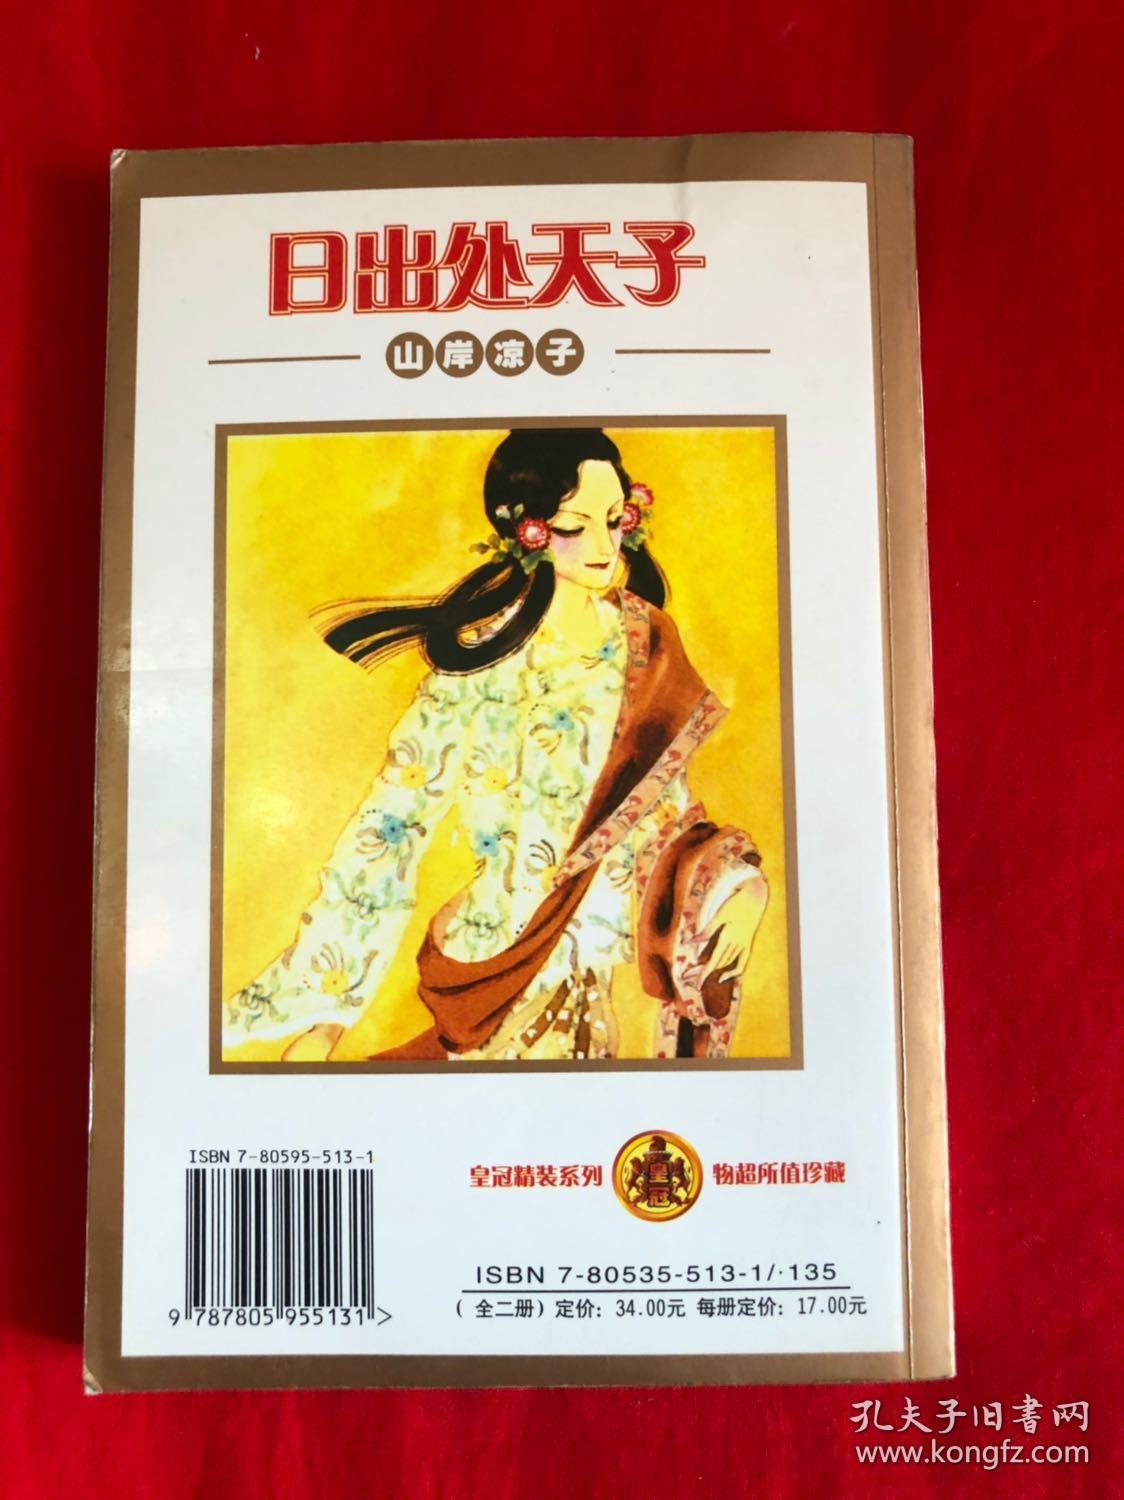 日出处天子
山岸凉子
ISBN 7-80595-513-1
9 787805 955131 >
皇冠精装系列 皇冠 物超所值珍藏
ISBN 7-80535-513-1/·135
(全二册) 定价: 34.00元 每册定价: 17.00元
孔夫子旧书网
www.kongfz.com